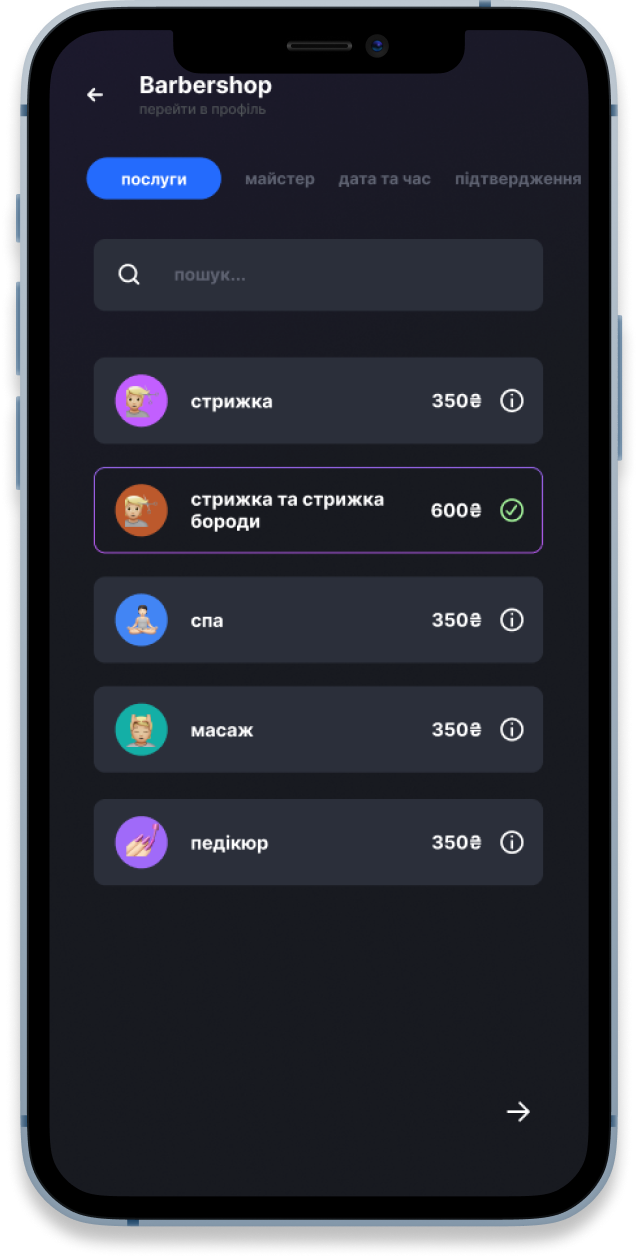 Barbershop
перейти в профіль
послуги майстер дата та час підтвердження
пошук...
стрижка 350₴
стрижка та стрижка
бороди 600₴
спа 350₴
масаж 350₴
педікюр 350₴